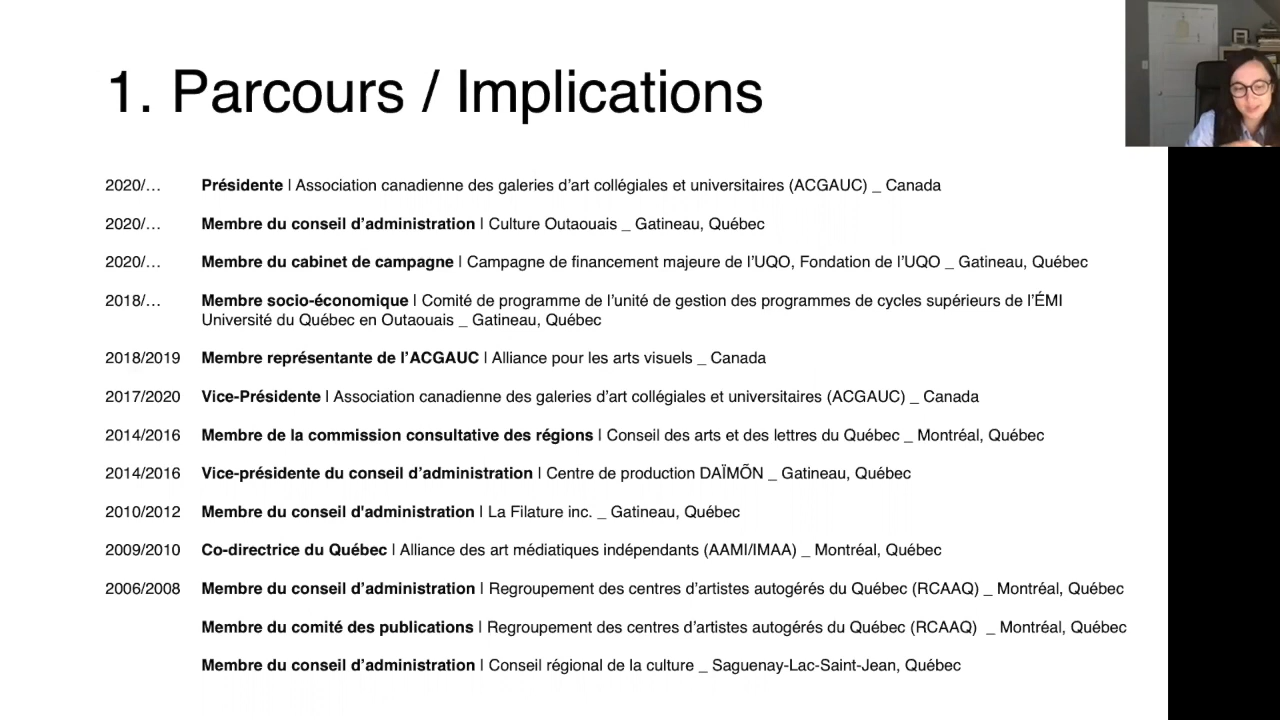 1. Parcours / Implications
2020/… Présidente | Association canadienne des galeries d’art collégiales et universitaires (ACGAUC) _ Canada
2020/… Membre du conseil d’administration | Culture Outaouais _ Gatineau, Québec
2020/… Membre du cabinet de campagne | Campagne de financement majeure de l’UQO, Fondation de l’UQO _ Gatineau, Québec
2018/… Membre socio-économique | Comité de programme de l’unité de gestion des programmes de cycles supérieurs de l’ÉMI
Université du Québec en Outaouais _ Gatineau, Québec
2018/2019 Membre représentante de l’ACGAUC | Alliance pour les arts visuels _ Canada
2017/2020 Vice-Présidente | Association canadienne des galeries d’art collégiales et universitaires (ACGAUC) _ Canada
2014/2016 Membre de la commission consultative des régions | Conseil des arts et des lettres du Québec _ Montréal, Québec
2014/2016 Vice-présidente du conseil d’administration | Centre de production DAÏMÕN _ Gatineau, Québec
2010/2012 Membre du conseil d'administration | La Filature inc. _ Gatineau, Québec
2009/2010 Co-directrice du Québec | Alliance des art médiatiques indépendants (AAMI/IMAA) _ Montréal, Québec
2006/2008 Membre du conseil d’administration | Regroupement des centres d’artistes autogérés du Québec (RCAAQ) _ Montréal, Québec
Membre du comité des publications | Regroupement des centres d’artistes autogérés du Québec (RCAAQ) _ Montréal, Québec
Membre du conseil d’administration | Conseil régional de la culture _ Saguenay-Lac-Saint-Jean, Québec